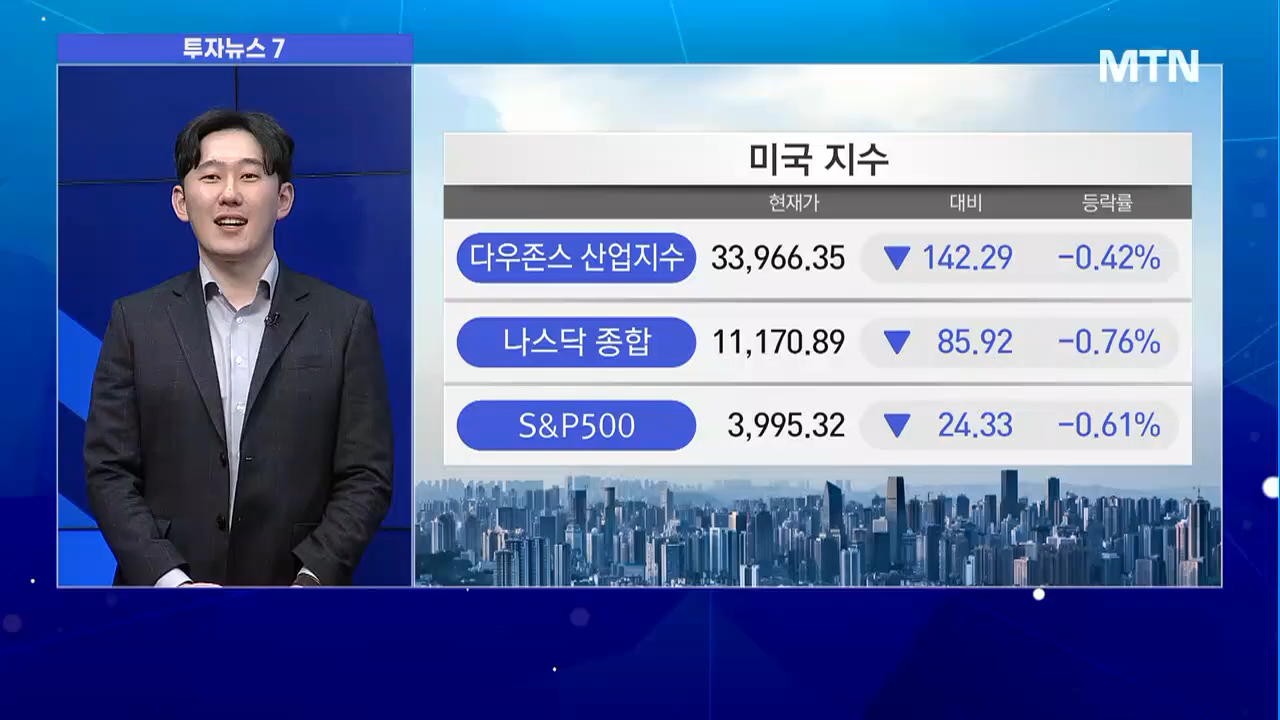 투자뉴스 7
MTN
미국 지수
현재가 대비 등락률
다우존스 산업지수 33,966.35 ▼ 142.29 -0.42%
나스닥 종합 11,170.89 ▼ 85.92 -0.76%
S&P500 3,995.32 ▼ 24.33 -0.61%